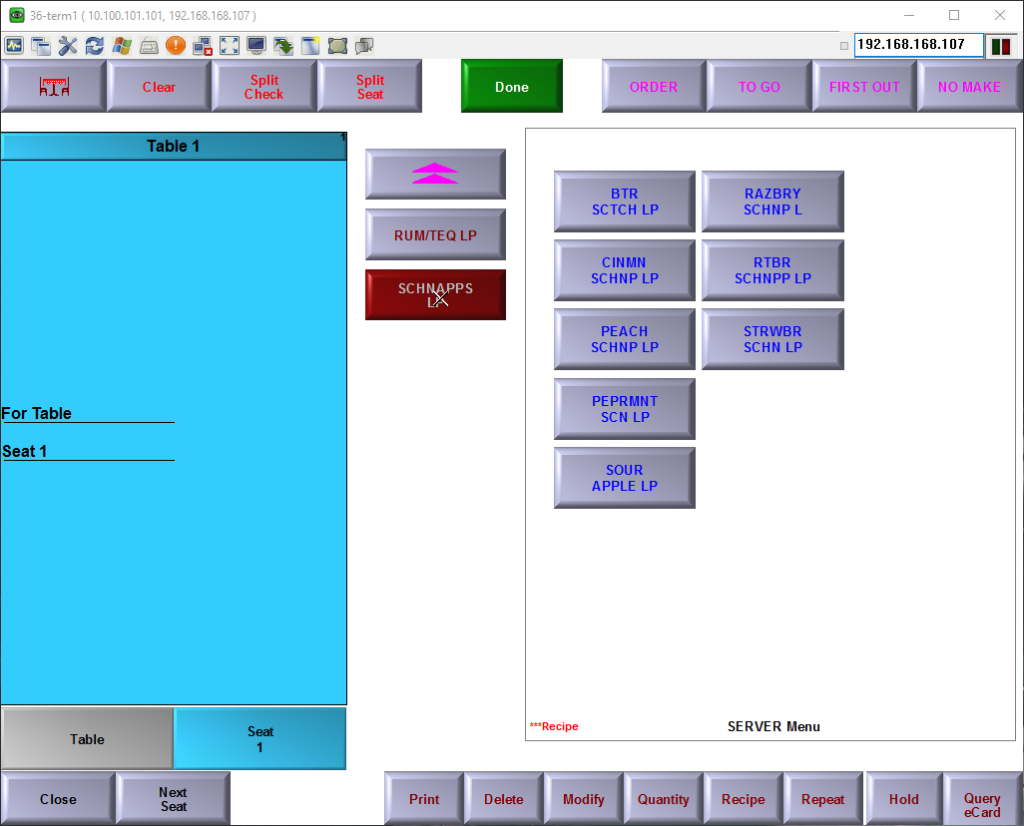 36-term1 ( 10.100.101.101, 192.168.168.107 )
192.168.168.107
Clear
Split
Check
Split
Seat
Done
ORDER
TO GO
FIRST OUT
NO MAKE
Table 1
1
For Table
Seat 1
RUM/TEQ LP
SCHNAPPS
LP
BTR
SCTCH LP
RAZBRY
SCHNP L
CINMN
SCHNP LP
RTBR
SCHNPP LP
PEACH
SCHNP LP
STRWBR
SCHN LP
PEPRMNT
SCN LP
SOUR
APPLE LP
***Recipe
SERVER Menu
Table
Seat
1
Close
Next
Seat
Print
Delete
Modify
Quantity
Recipe
Repeat
Hold
Query
eCard